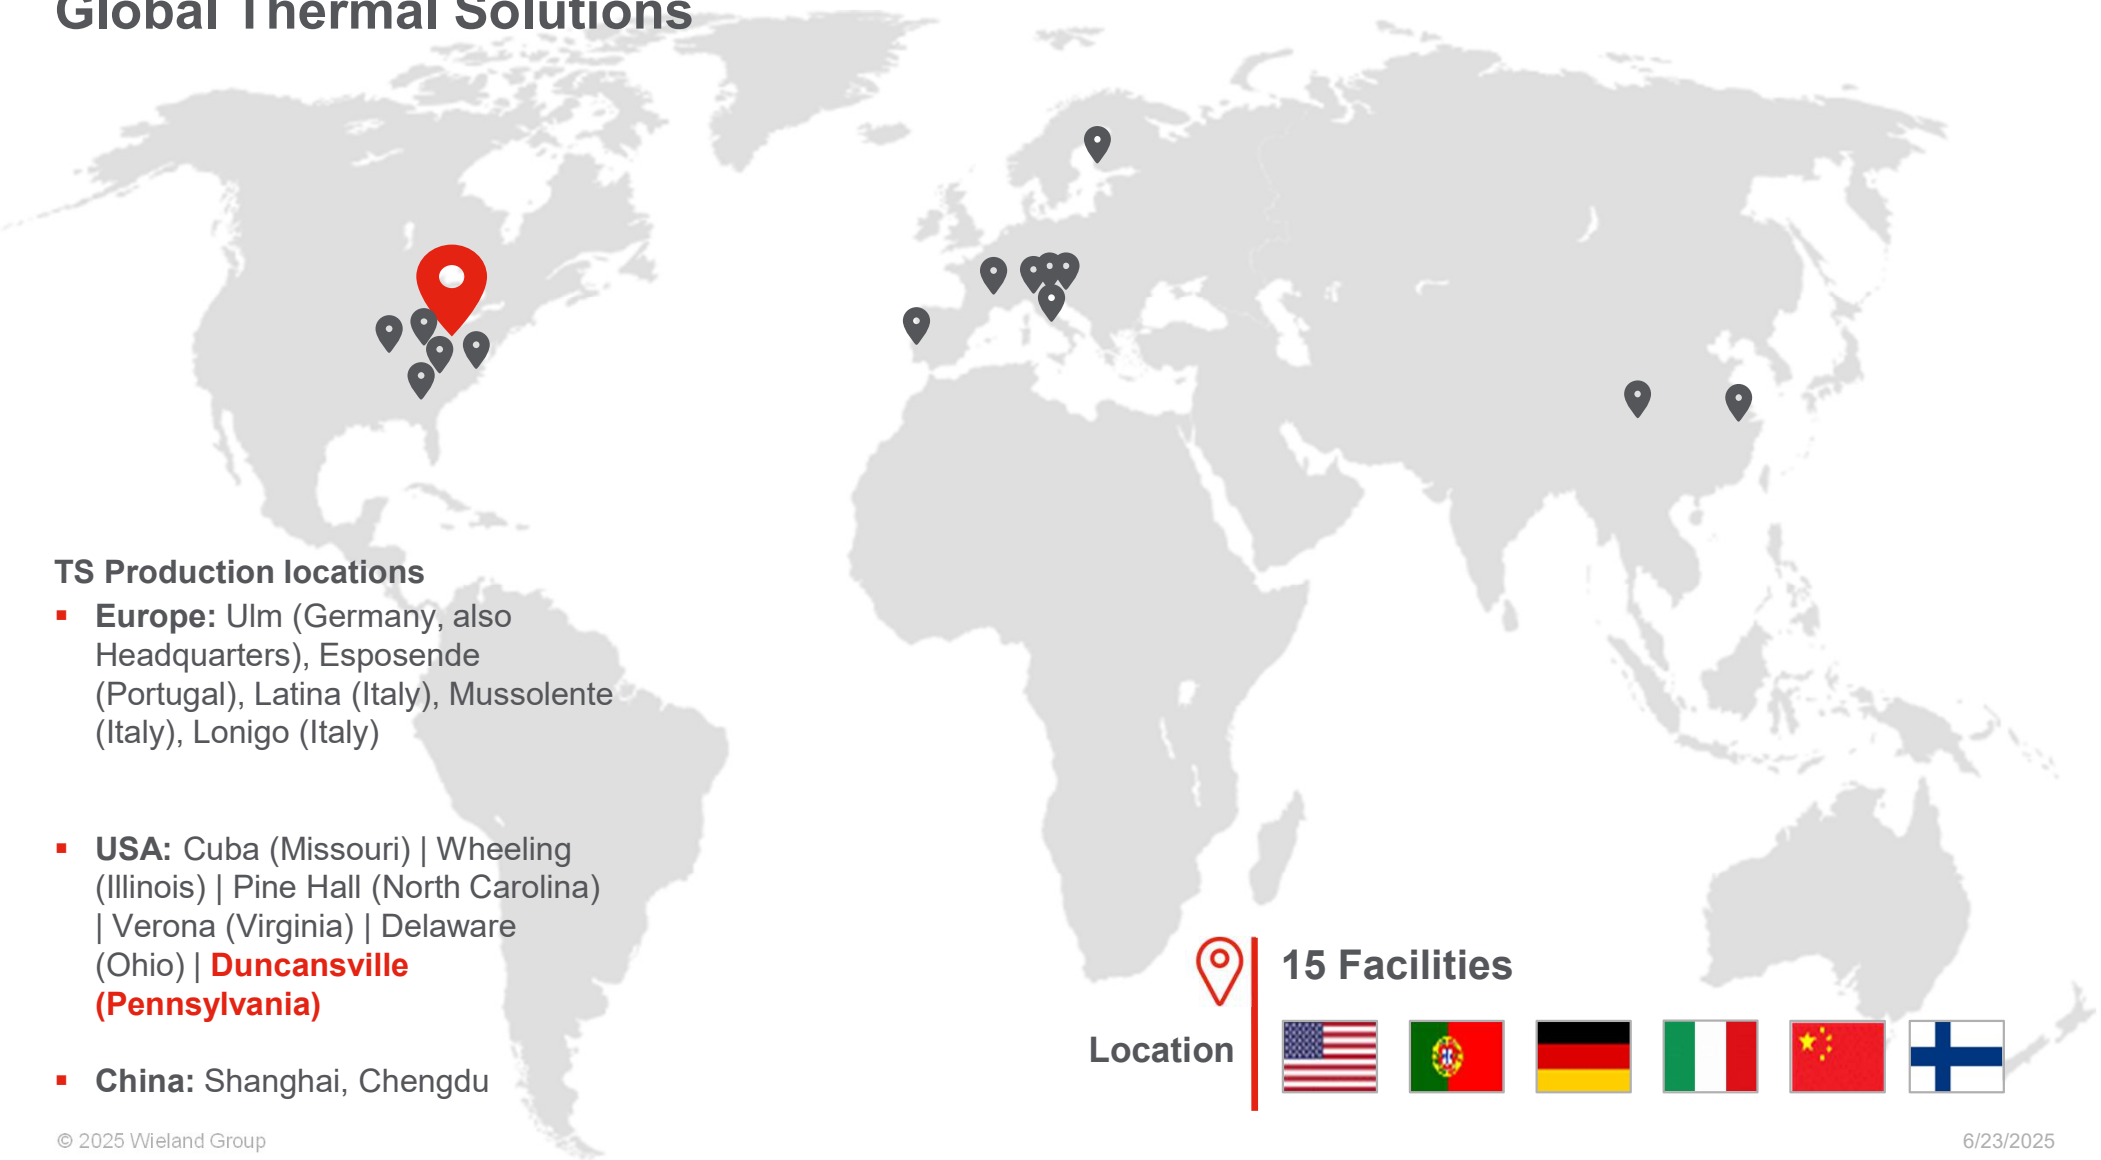 Global Thermal Solutions
TS Production locations
▪ Europe: Ulm (Germany, also
Headquarters), Esposende
(Portugal), Latina (Italy), Mussolente
(Italy), Lonigo (Italy)
▪ USA: Cuba (Missouri) | Wheeling
(Illinois) | Pine Hall (North Carolina)
| Verona (Virginia) | Delaware
(Ohio) | Duncansville
(Pennsylvania)
▪ China: Shanghai, Chengdu
15 Facilities
Location
© 2025 Wieland Group
6/23/2025